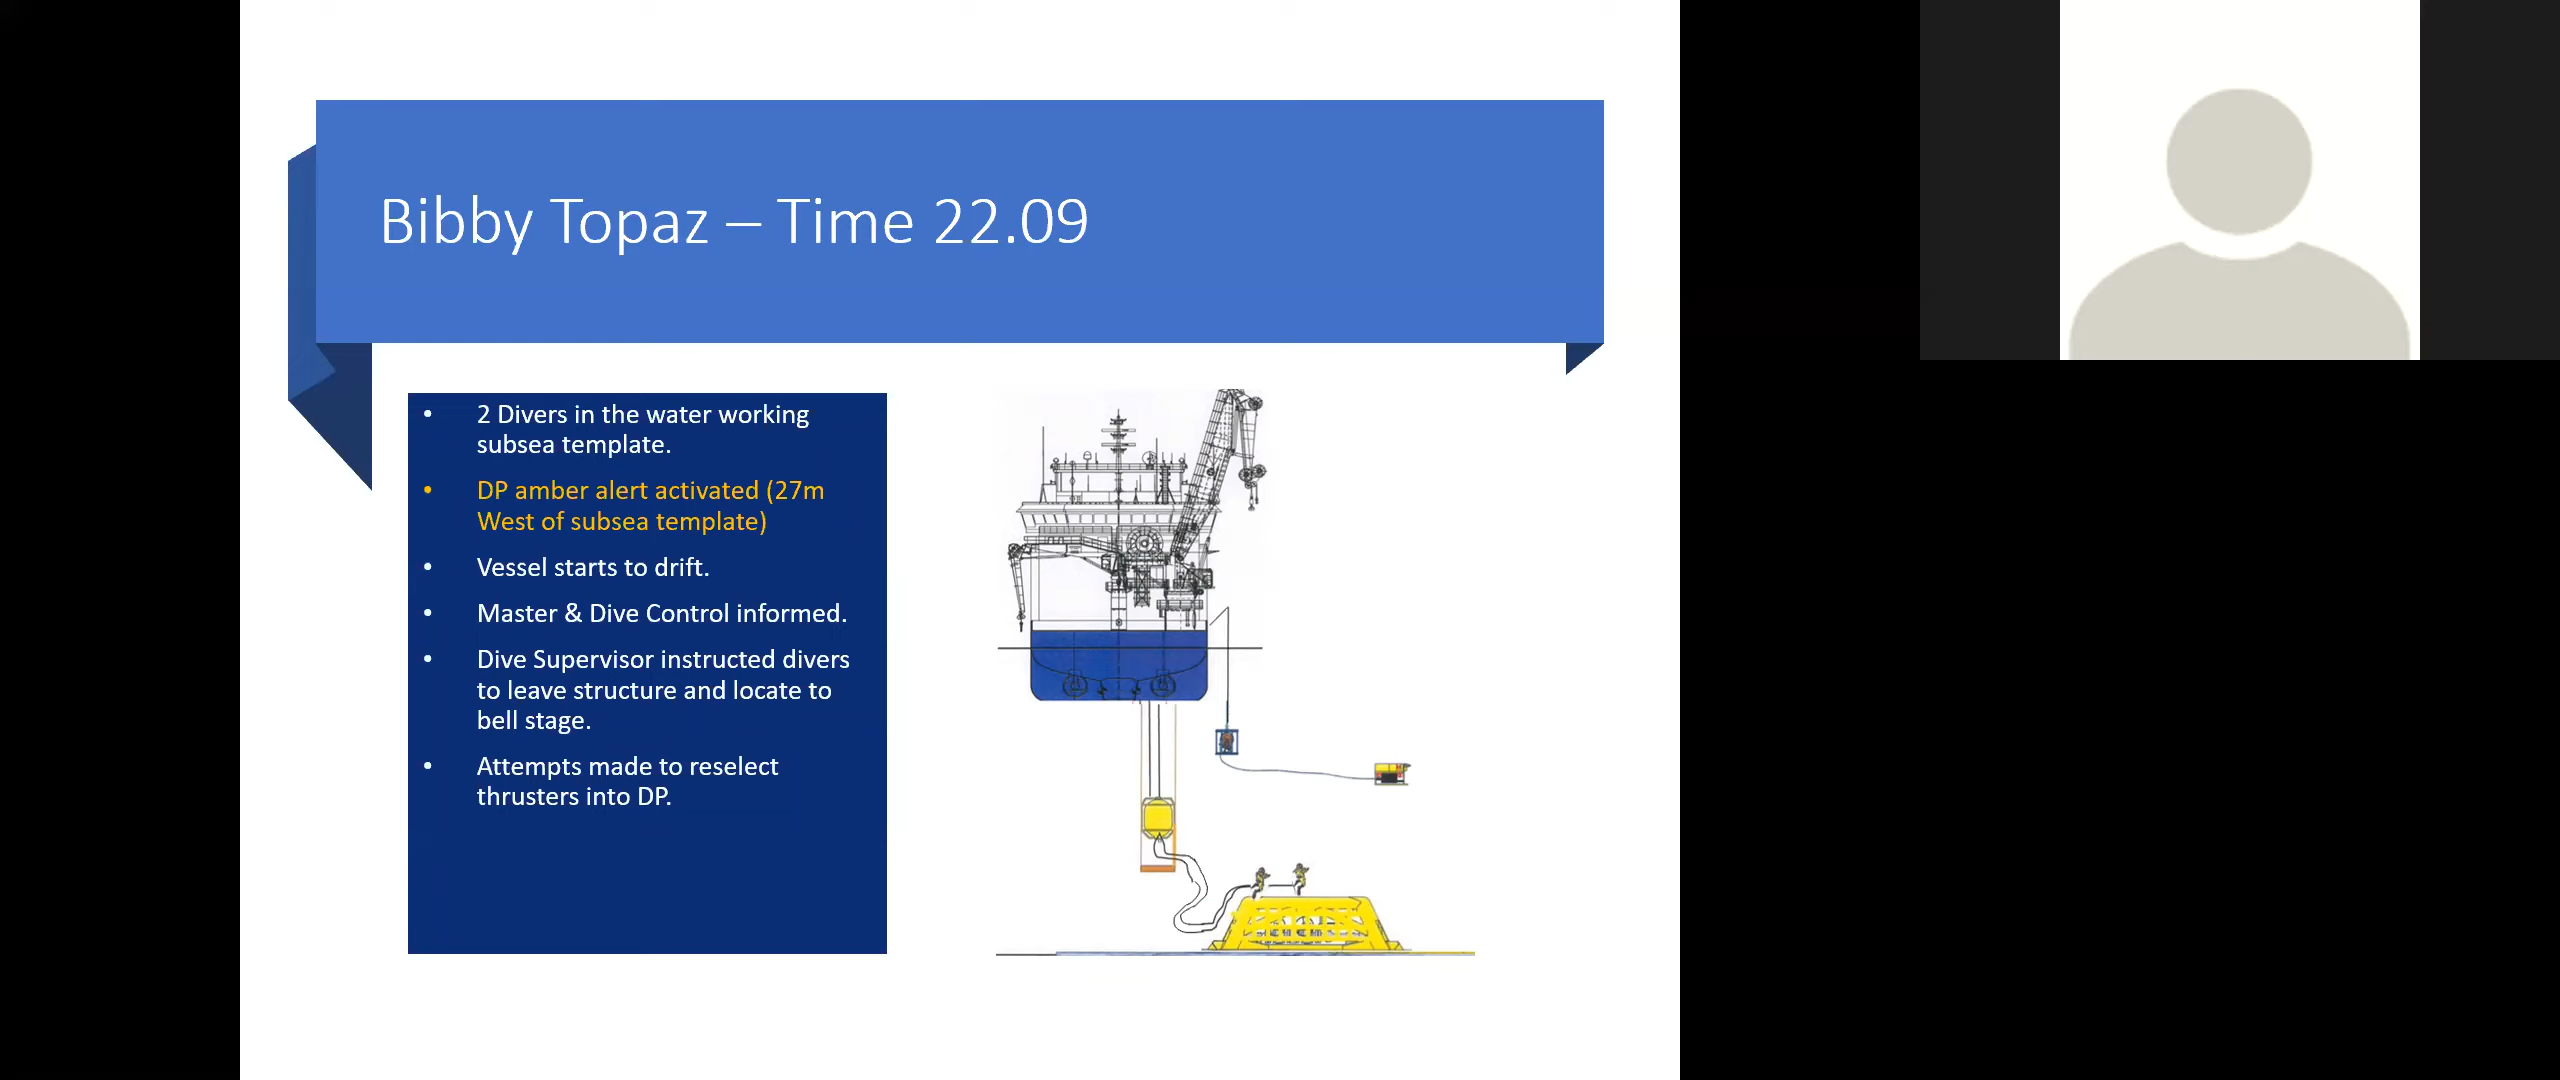 Bibby Topaz – Time 22.09
• 2 Divers in the water working
subsea template.
• DP amber alert activated (27m
West of subsea template)
• Vessel starts to drift.
• Master & Dive Control informed.
• Dive Supervisor instructed divers
to leave structure and locate to
bell stage.
• Attempts made to reselect
thrusters into DP.